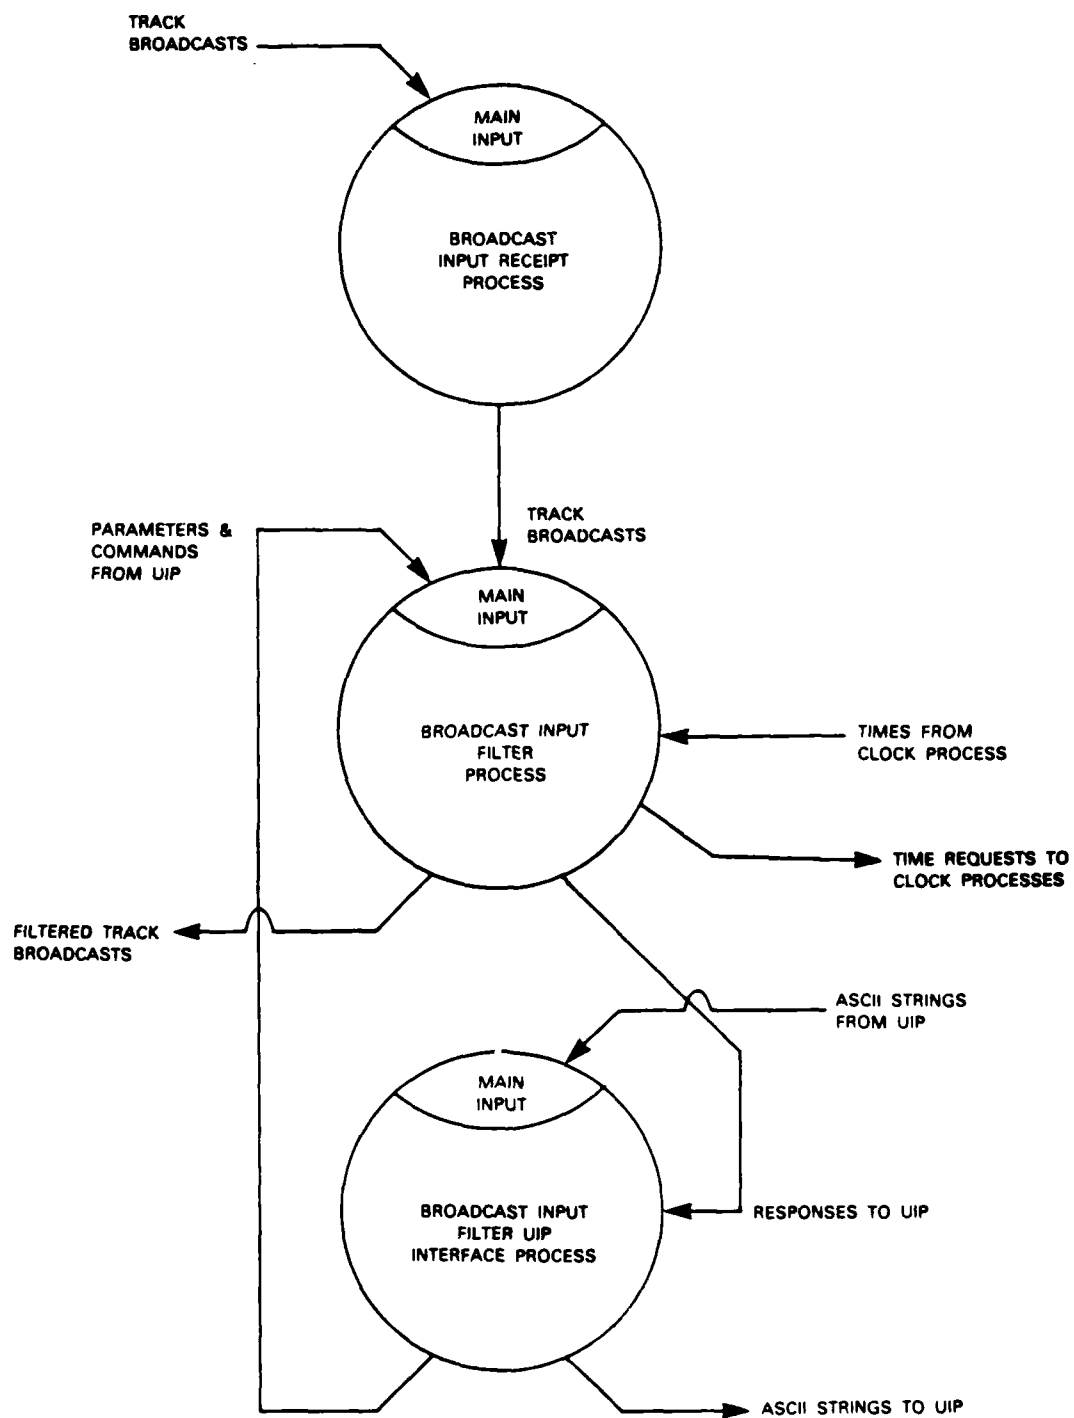 TRACK
BROADCASTS
MAIN
INPUT
BROADCAST
INPUT RECEIPT
PROCESS
TRACK
BROADCASTS
PARAMETERS &
COMMANDS
FROM UIP
MAIN
INPUT
BROADCAST INPUT
FILTER
PROCESS
TIMES FROM
CLOCK PROCESS
TIME REQUESTS TO
CLOCK PROCESSES
FILTERED TRACK
BROADCASTS
ASCII STRINGS
FROM UIP
MAIN
INPUT
BROADCAST INPUT
FILTER UIP
INTERFACE PROCESS
RESPONSES TO UIP
ASCII STRINGS TO UIP